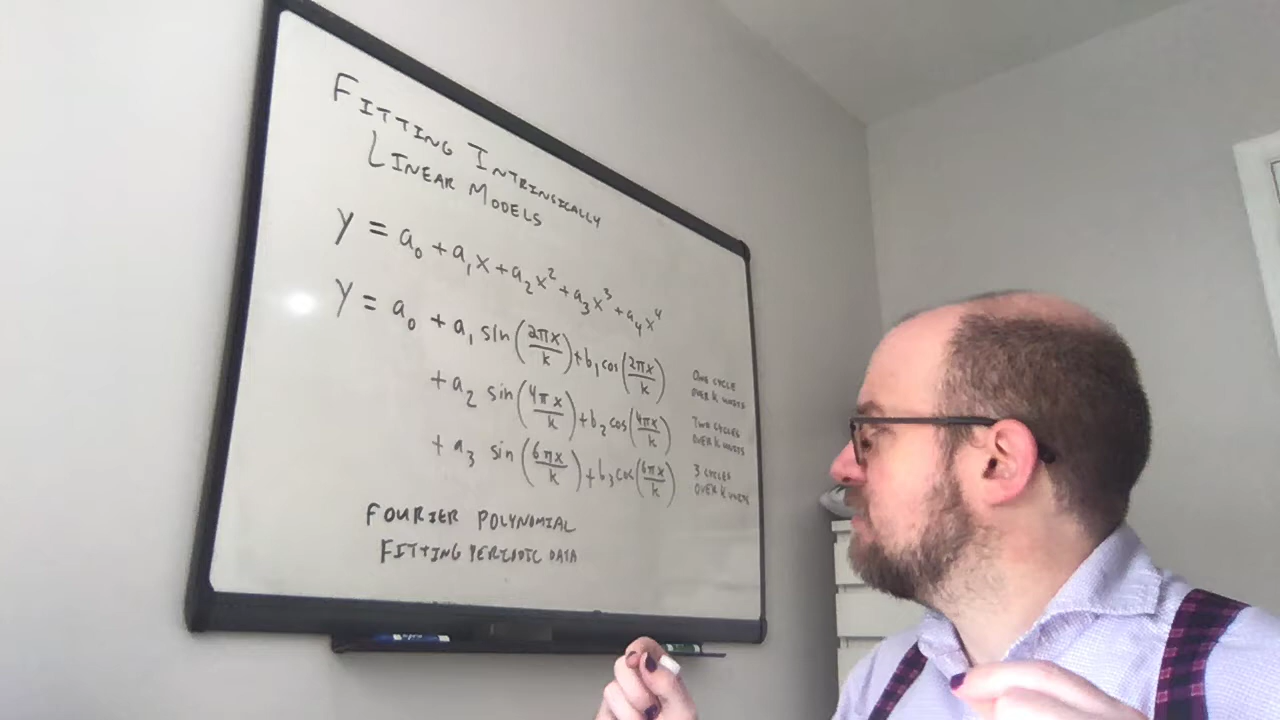 FITTING INTRINSICALLY
LINEAR MODELS
y = a₀ + a₁x + a₂x² + a₃x³ + a₄x⁴
y = a₀ + a₁ sin(2πx/k) + b₁ cos(2πx/k)
ONE CYCLE
OVER K UNITS
+ a₂ sin(4πx/k) + b₂ cos(4πx/k)
TWO CYCLES
OVER K UNITS
+ a₃ sin(6πx/k) + b₃ cos(6πx/k)
3 CYCLES
OVER K UNITS
FOURIER POLYNOMIAL
FITTING PERIODIC DATA